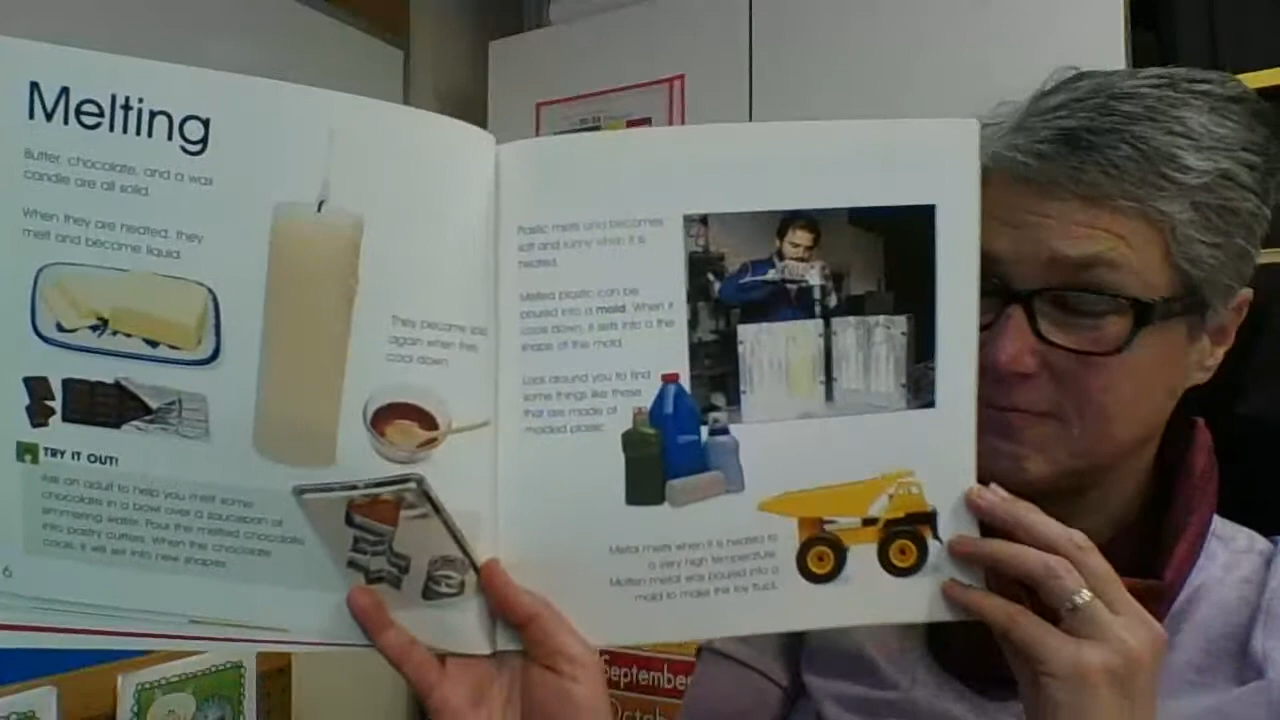 Melting
Butter, chocolate, and a wax
candle are all solid.
When they are heated, they
melt and become liquid.
They become solid
again when they
cool down.
TRY IT OUT!
Ask an adult to help you melt some
chocolate in a bowl over a saucepan of
simmering water. Pour the melted chocolate
into pastry cutters. When the chocolate
cools, it will set into new shapes.
6
Plastic melts and becomes
soft and runny when it is
heated.
Melted plastic can be
poured into a mold. When it
cools down, it sets into a the
shape of the mold.
Look around you to find
some things like these
that are made of
molded plastic.
Metal melts when it is heated to
a very high temperature.
Molten metal was poured into a
mold to make this toy truck.
September
Octob